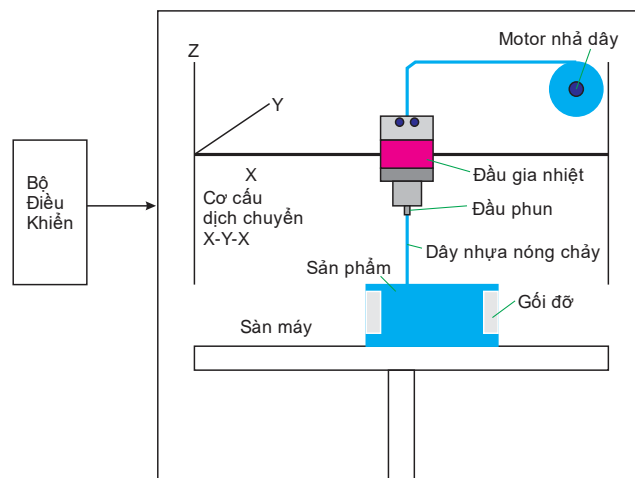 Motor nhả dây
Z
Y
X
Cơ cấu
dịch chuyển
X-Y-X
Bộ
Điều
Khiển
Đầu gia nhiệt
Đầu phun
Dây nhựa nóng chảy
Sản phẩm
Gối đỡ
Sàn máy